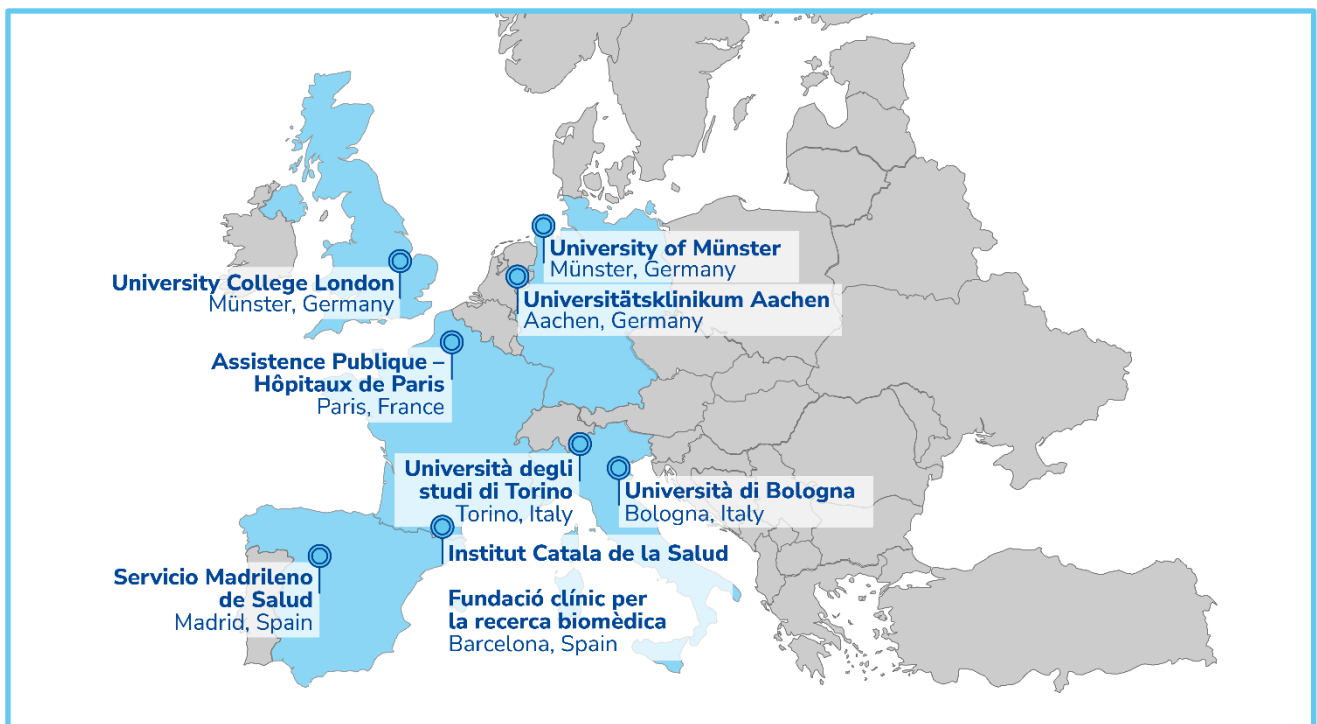 University of Münster
Münster, Germany
University College London
Münster, Germany
Universitätsklinikum Aachen
Aachen, Germany
Assistence Publique –
Hôpitaux de Paris
Paris, France
Università degli
studi di Torino
Torino, Italy
Università di Bologna
Bologna, Italy
Institut Catala de la Salud
Servicio Madrileno
de Salud
Madrid, Spain
Fundació clínic per
la recerca biomèdica
Barcelona, Spain